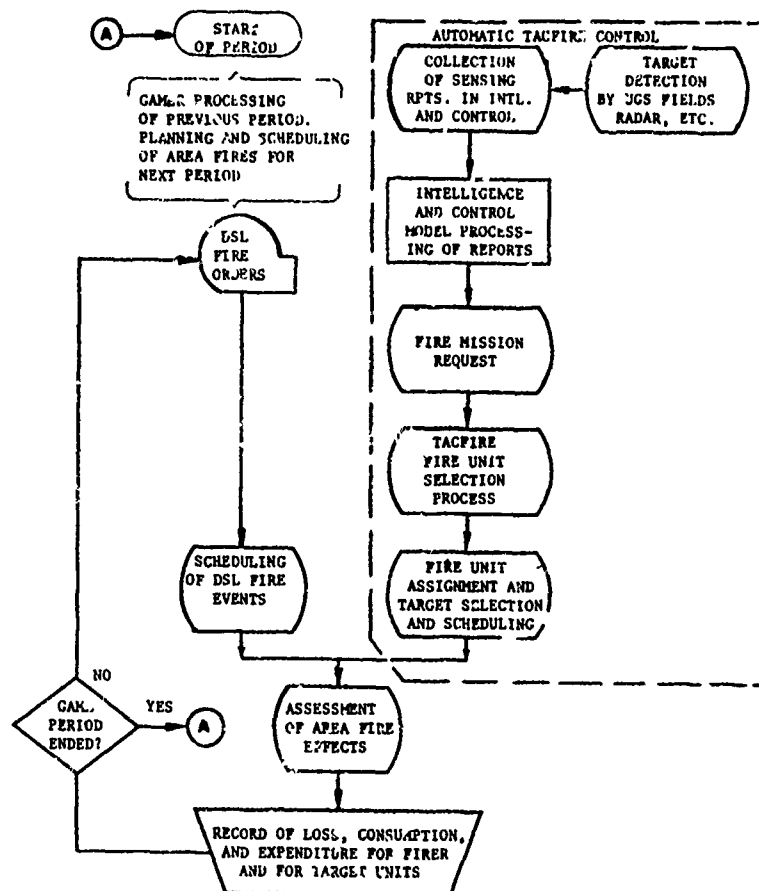 A
START
OF PERIOD
GAMER PROCESSING
OF PREVIOUS PERIOD.
PLANNING AND SCHEDULING
OF AREA FIRES FOR
NEXT PERIOD
DSL
FIRE
ORDERS
SCHEDULING
OF DSL FIRE
EVENTS
AUTOMATIC TACFIRE CONTROL
COLLECTION
OF SENSING
RPTS. IN INTL.
AND CONTROL
TARGET
DETECTION
BY UGS FIELDS
RADAR, ETC.
INTELLIGENCE
AND CONTROL
MODEL PROCESS-
ING OF REPORTS
FIRE MISSION
REQUEST
TACFIRE
FIRE UNIT
SELECTION
PROCESS
FIRE UNIT
ASSIGNMENT AND
TARGET SELECTION
AND SCHEDULING
ASSESSMENT
OF AREA FIRE
EFFECTS
RECORD OF LOSS, CONSUMPTION,
AND EXPENDITURE FOR FIRER
AND FOR TARGET UNITS
NO
GAME
PERIOD
ENDED?
YES
A